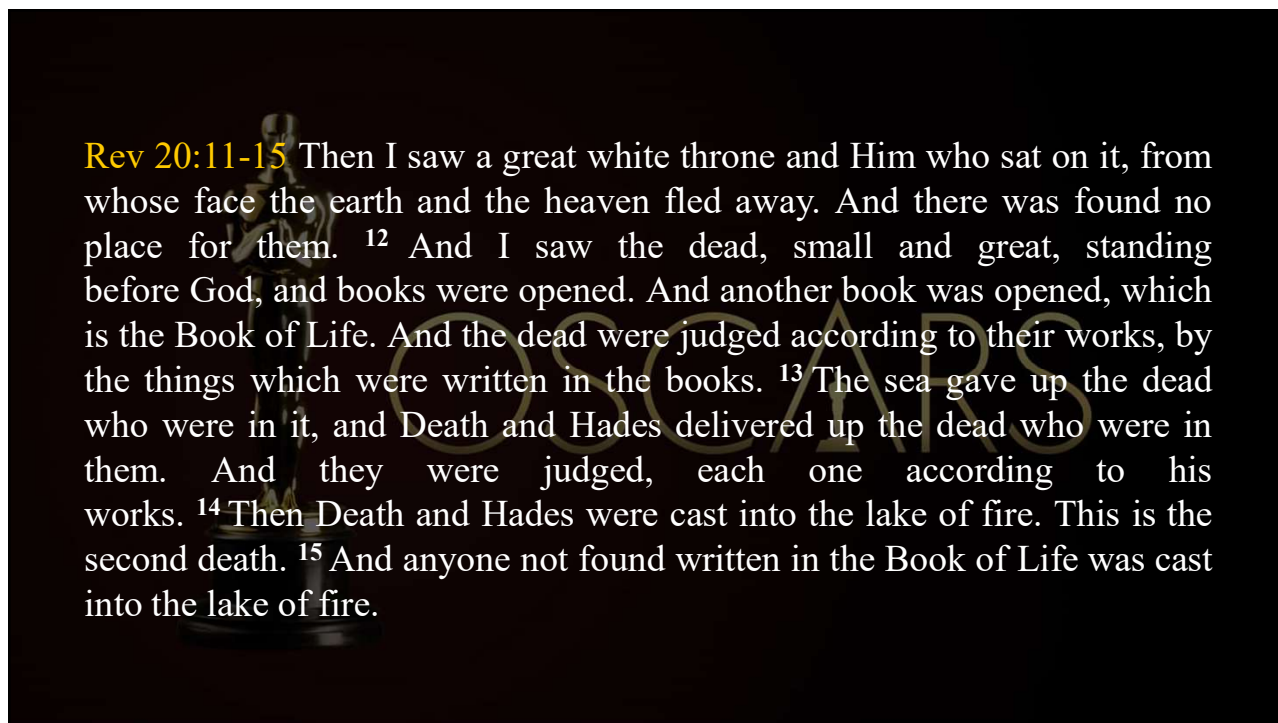 Rev 20:11-15 Then I saw a great white throne and Him who sat on it, from
whose face the earth and the heaven fled away. And there was found no
place for them. 12 And I saw the dead, small and great, standing
before God, and books were opened. And another book was opened, which
is the Book of Life. And the dead were judged according to their works, by
the things which were written in the books. 13 The sea gave up the dead
who were in it, and Death and Hades delivered up the dead who were in
them. And they were judged, each one according to his
works. 14 Then Death and Hades were cast into the lake of fire. This is the
second death. 15 And anyone not found written in the Book of Life was cast
into the lake of fire.
OSCARS